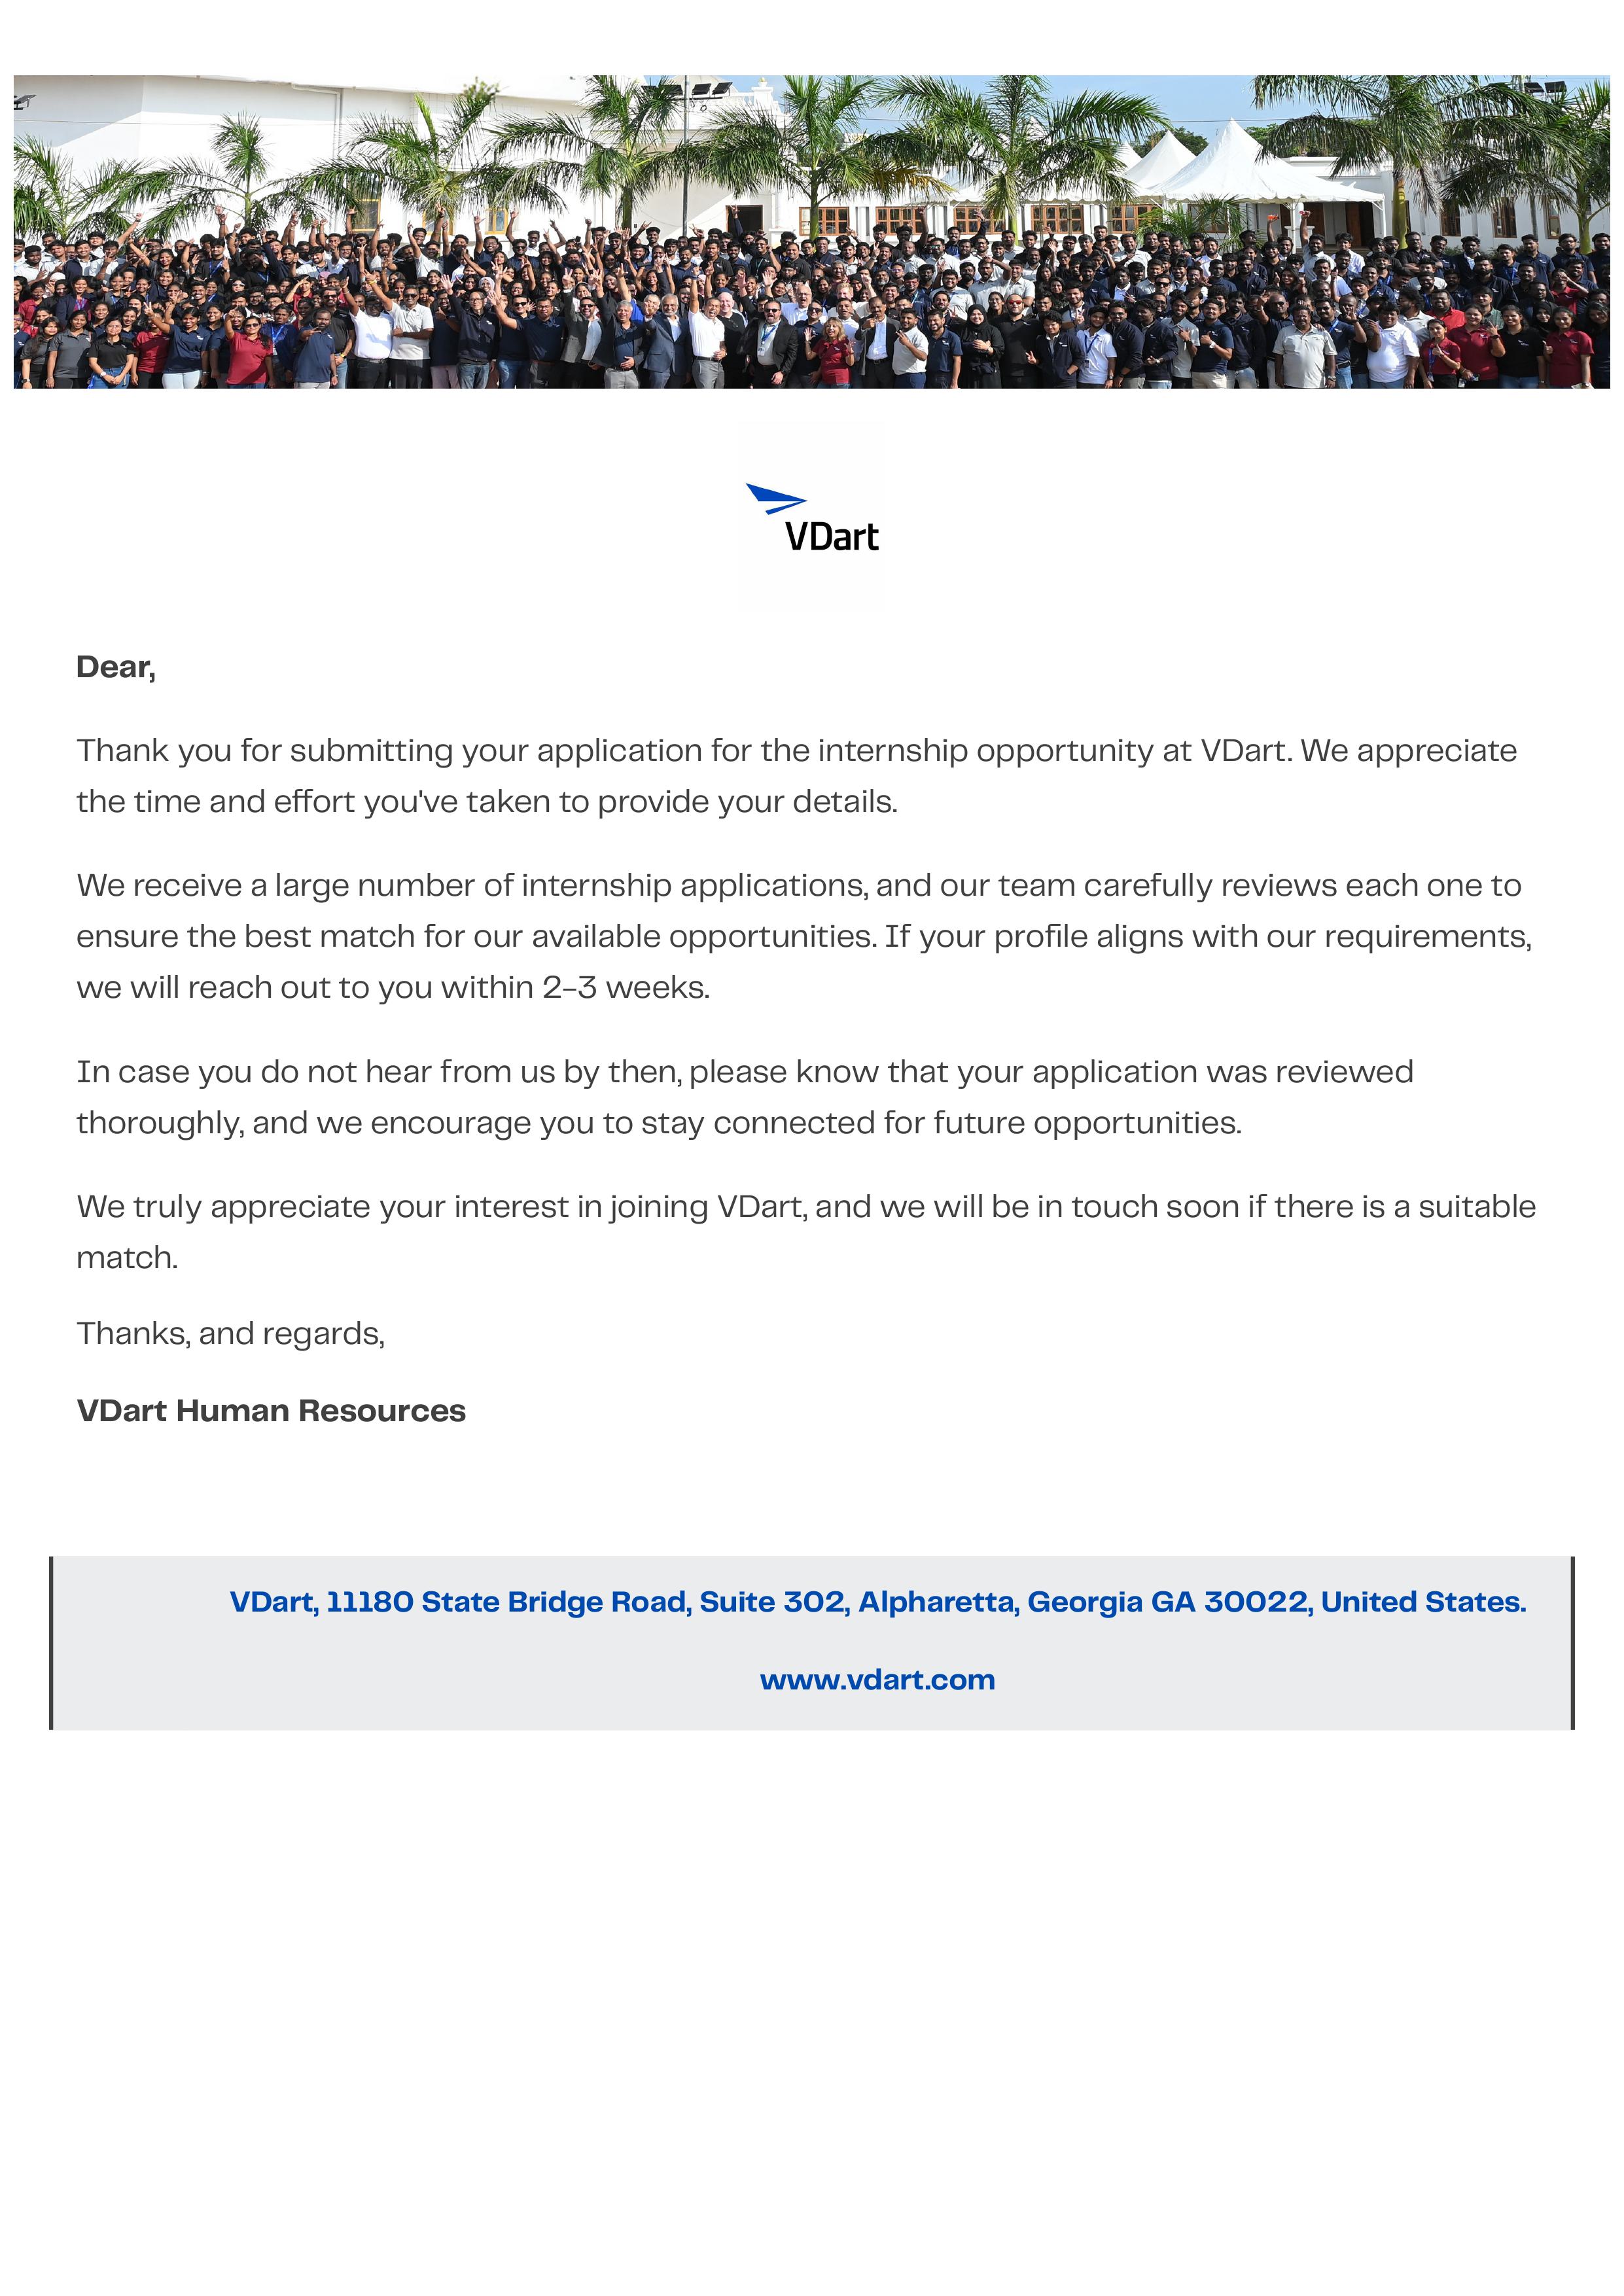 VDart
Dear,
Thank you for submitting your application for the internship opportunity at VDart. We appreciate
the time and effort you've taken to provide your details.
We receive a large number of internship applications, and our team carefully reviews each one to
ensure the best match for our available opportunities. If your profile aligns with our requirements,
we will reach out to you within 2–3 weeks.
In case you do not hear from us by then, please know that your application was reviewed
thoroughly, and we encourage you to stay connected for future opportunities.
We truly appreciate your interest in joining VDart, and we will be in touch soon if there is a suitable
match.
Thanks, and regards,
VDart Human Resources
VDart, 11180 State Bridge Road, Suite 302, Alpharetta, Georgia GA 30022, United States.
www.vdart.com